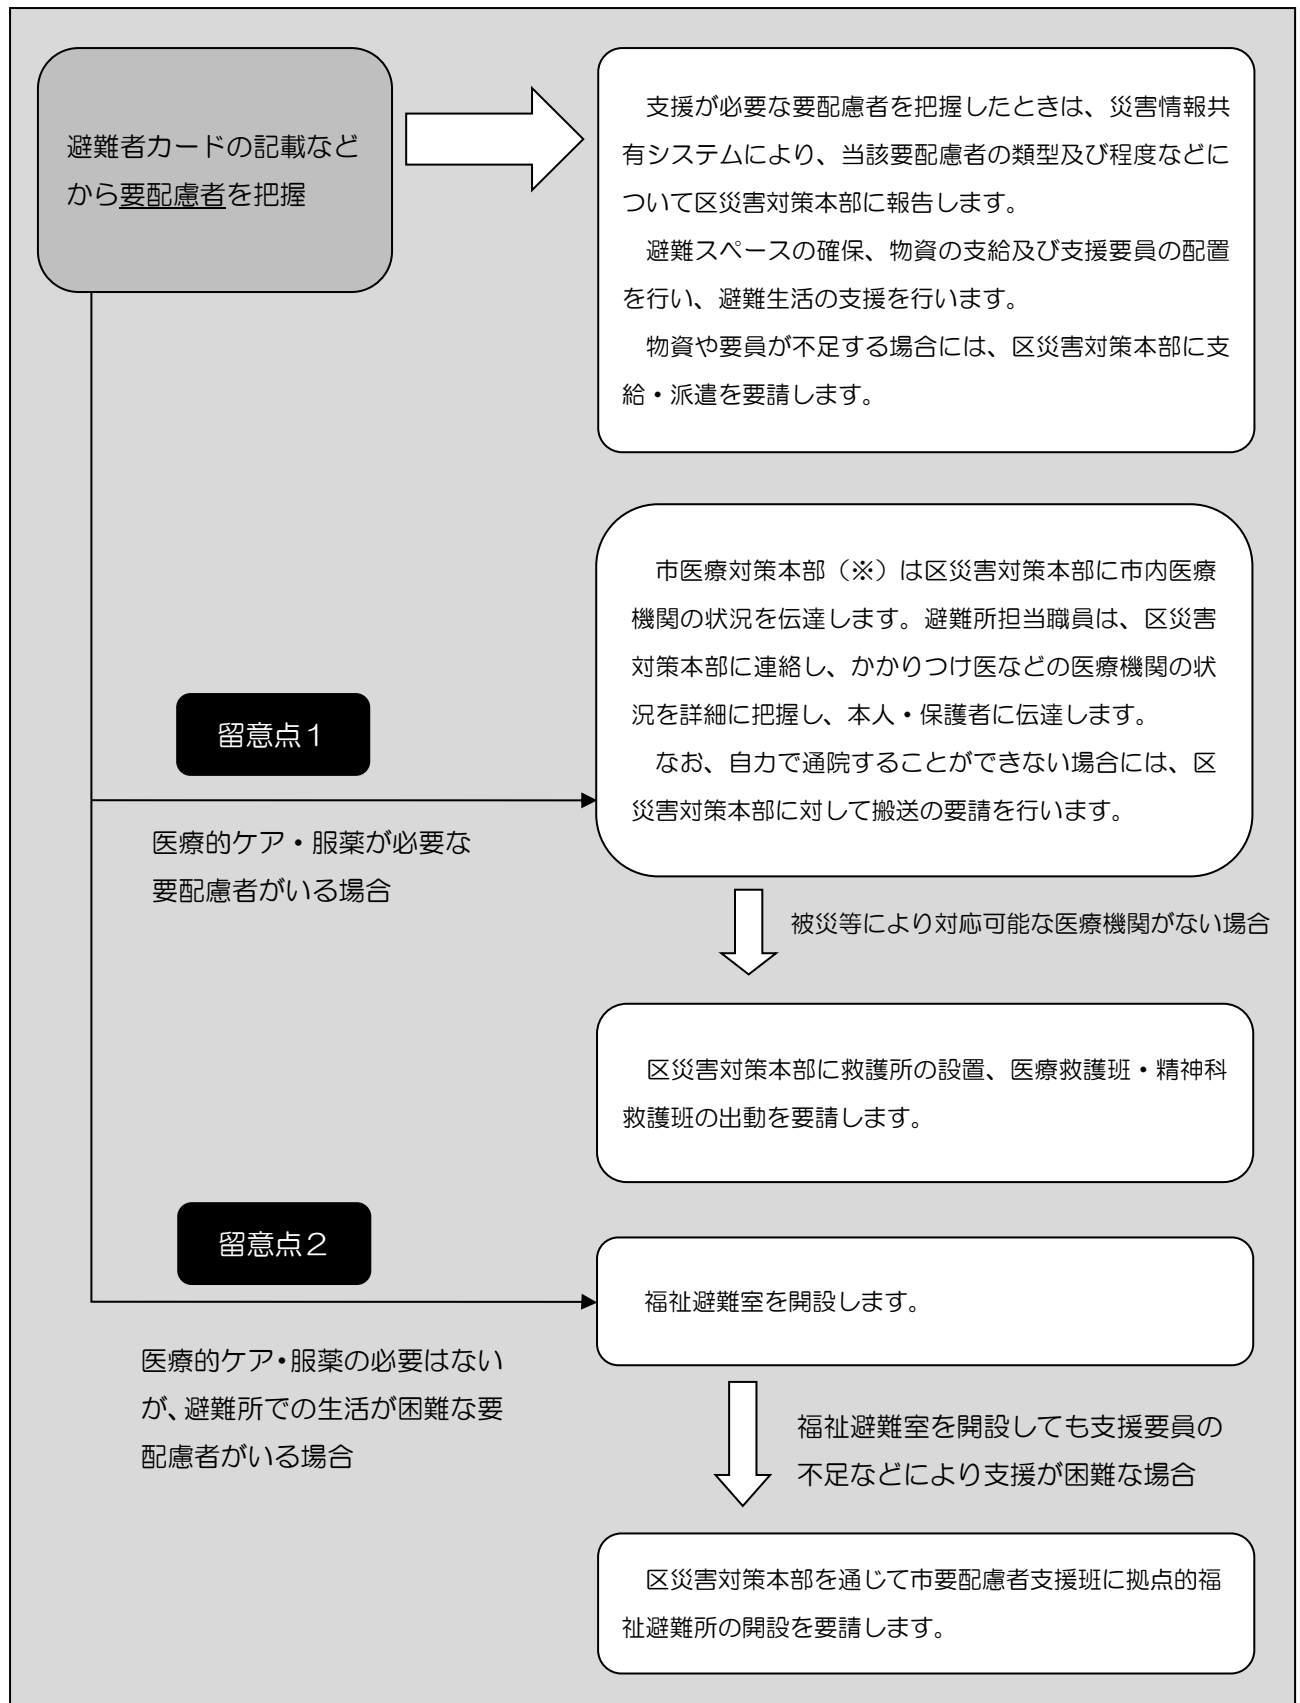 避難者カードの記載など
から要配慮者を把握
支援が必要な要配慮者を把握したときは、災害情報共
有システムにより、当該要配慮者の類型及び程度などに
ついて区災害対策本部に報告します。
避難スペースの確保、物資の支給及び支援要員の配置
を行い、避難生活の支援を行います。
物資や要員が不足する場合には、区災害対策本部に支
給・派遣を要請します。
留意点１
医療的ケア・服薬が必要な
要配慮者がいる場合
市医療対策本部（※）は区災害対策本部に市内医療
機関の状況を伝達します。避難所担当職員は、区災害
対策本部に連絡し、かかりつけ医などの医療機関の状
況を詳細に把握し、本人・保護者に伝達します。
なお、自力で通院することができない場合には、区
災害対策本部に対して搬送の要請を行います。
被災等により対応可能な医療機関がない場合
区災害対策本部に救護所の設置、医療救護班・精神科
救護班の出動を要請します。
留意点２
医療的ケア・服薬の必要はない
が、避難所での生活が困難な要
配慮者がいる場合
福祉避難室を開設します。
福祉避難室を開設しても支援要員の
不足などにより支援が困難な場合
区災害対策本部を通じて市要配慮者支援班に拠点的福
祉避難所の開設を要請します。